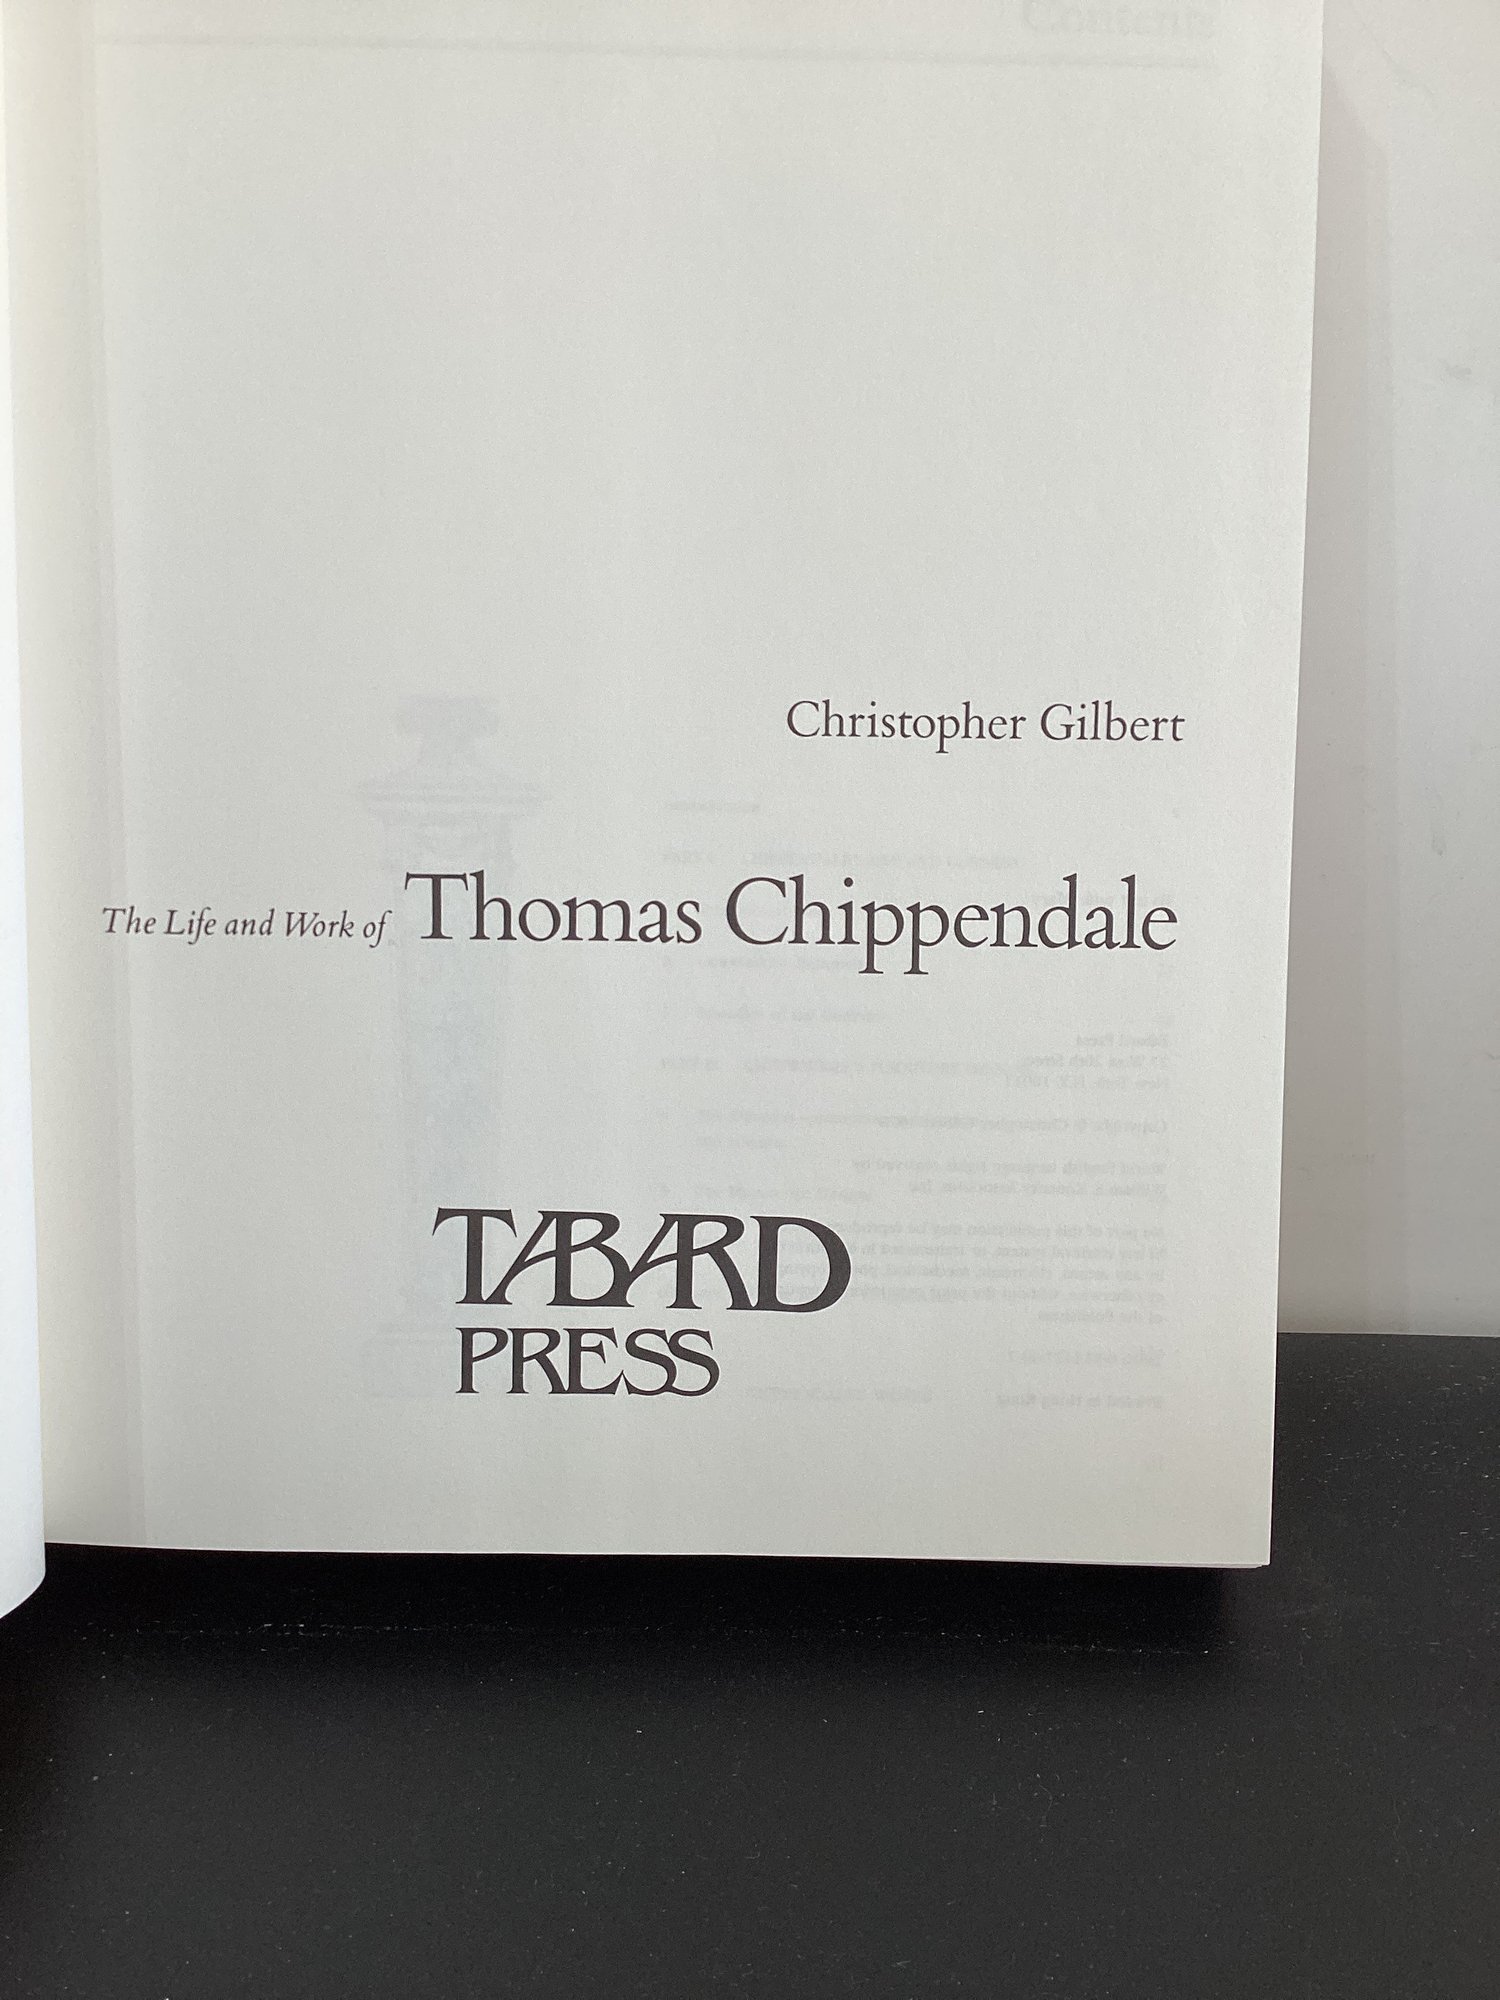 Christopher Gilbert
The Life and Work of Thomas Chippendale
TABARD
PRESS